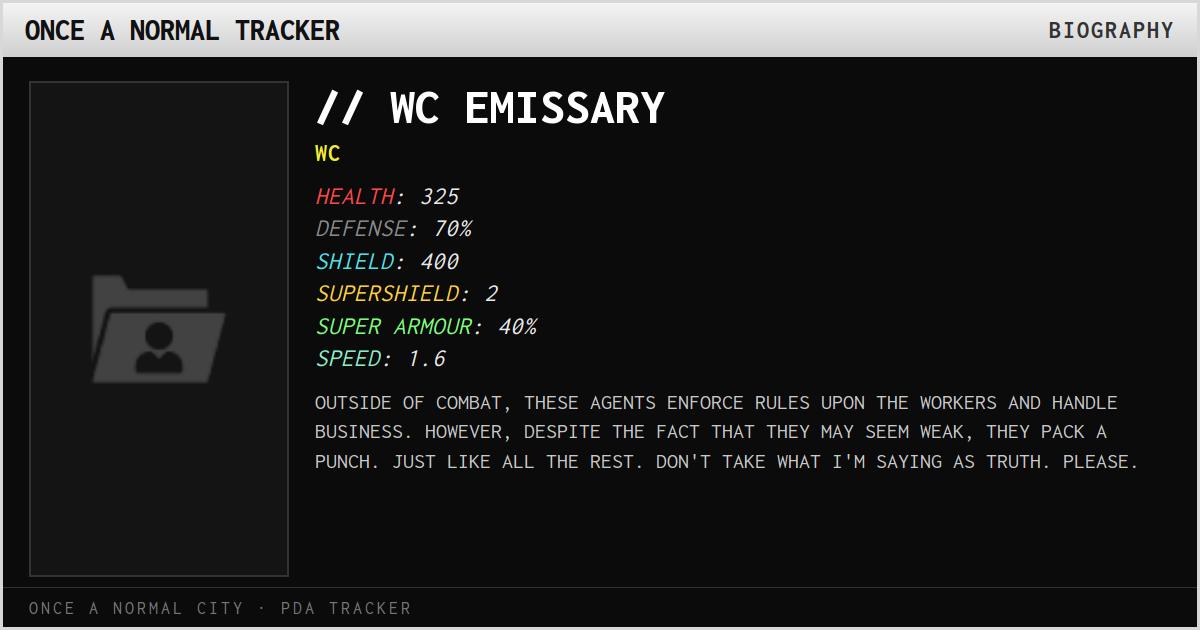 ONCE A NORMAL TRACKER
BIOGRAPHY
// WC EMISSARY
WC
HEALTH: 325
DEFENSE: 70%
SHIELD: 400
SUPERSHIELD: 2
SUPER ARMOUR: 40%
SPEED: 1.6
OUTSIDE OF COMBAT, THESE AGENTS ENFORCE RULES UPON THE WORKERS AND HANDLE
BUSINESS. HOWEVER, DESPITE THE FACT THAT THEY MAY SEEM WEAK, THEY PACK A
PUNCH. JUST LIKE ALL THE REST. DON'T TAKE WHAT I'M SAYING AS TRUTH. PLEASE.
ONCE A NORMAL CITY · PDA TRACKER